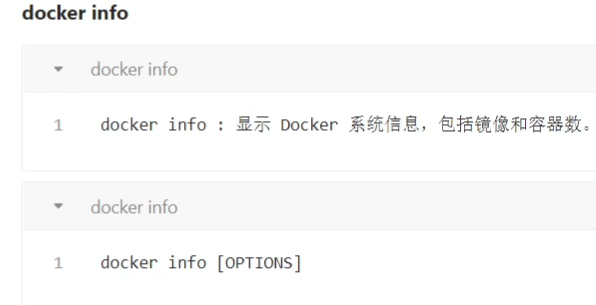 docker info
docker info
1 docker info : 显示 Docker 系统信息，包括镜像和容器数。
docker info
1 docker info [OPTIONS]